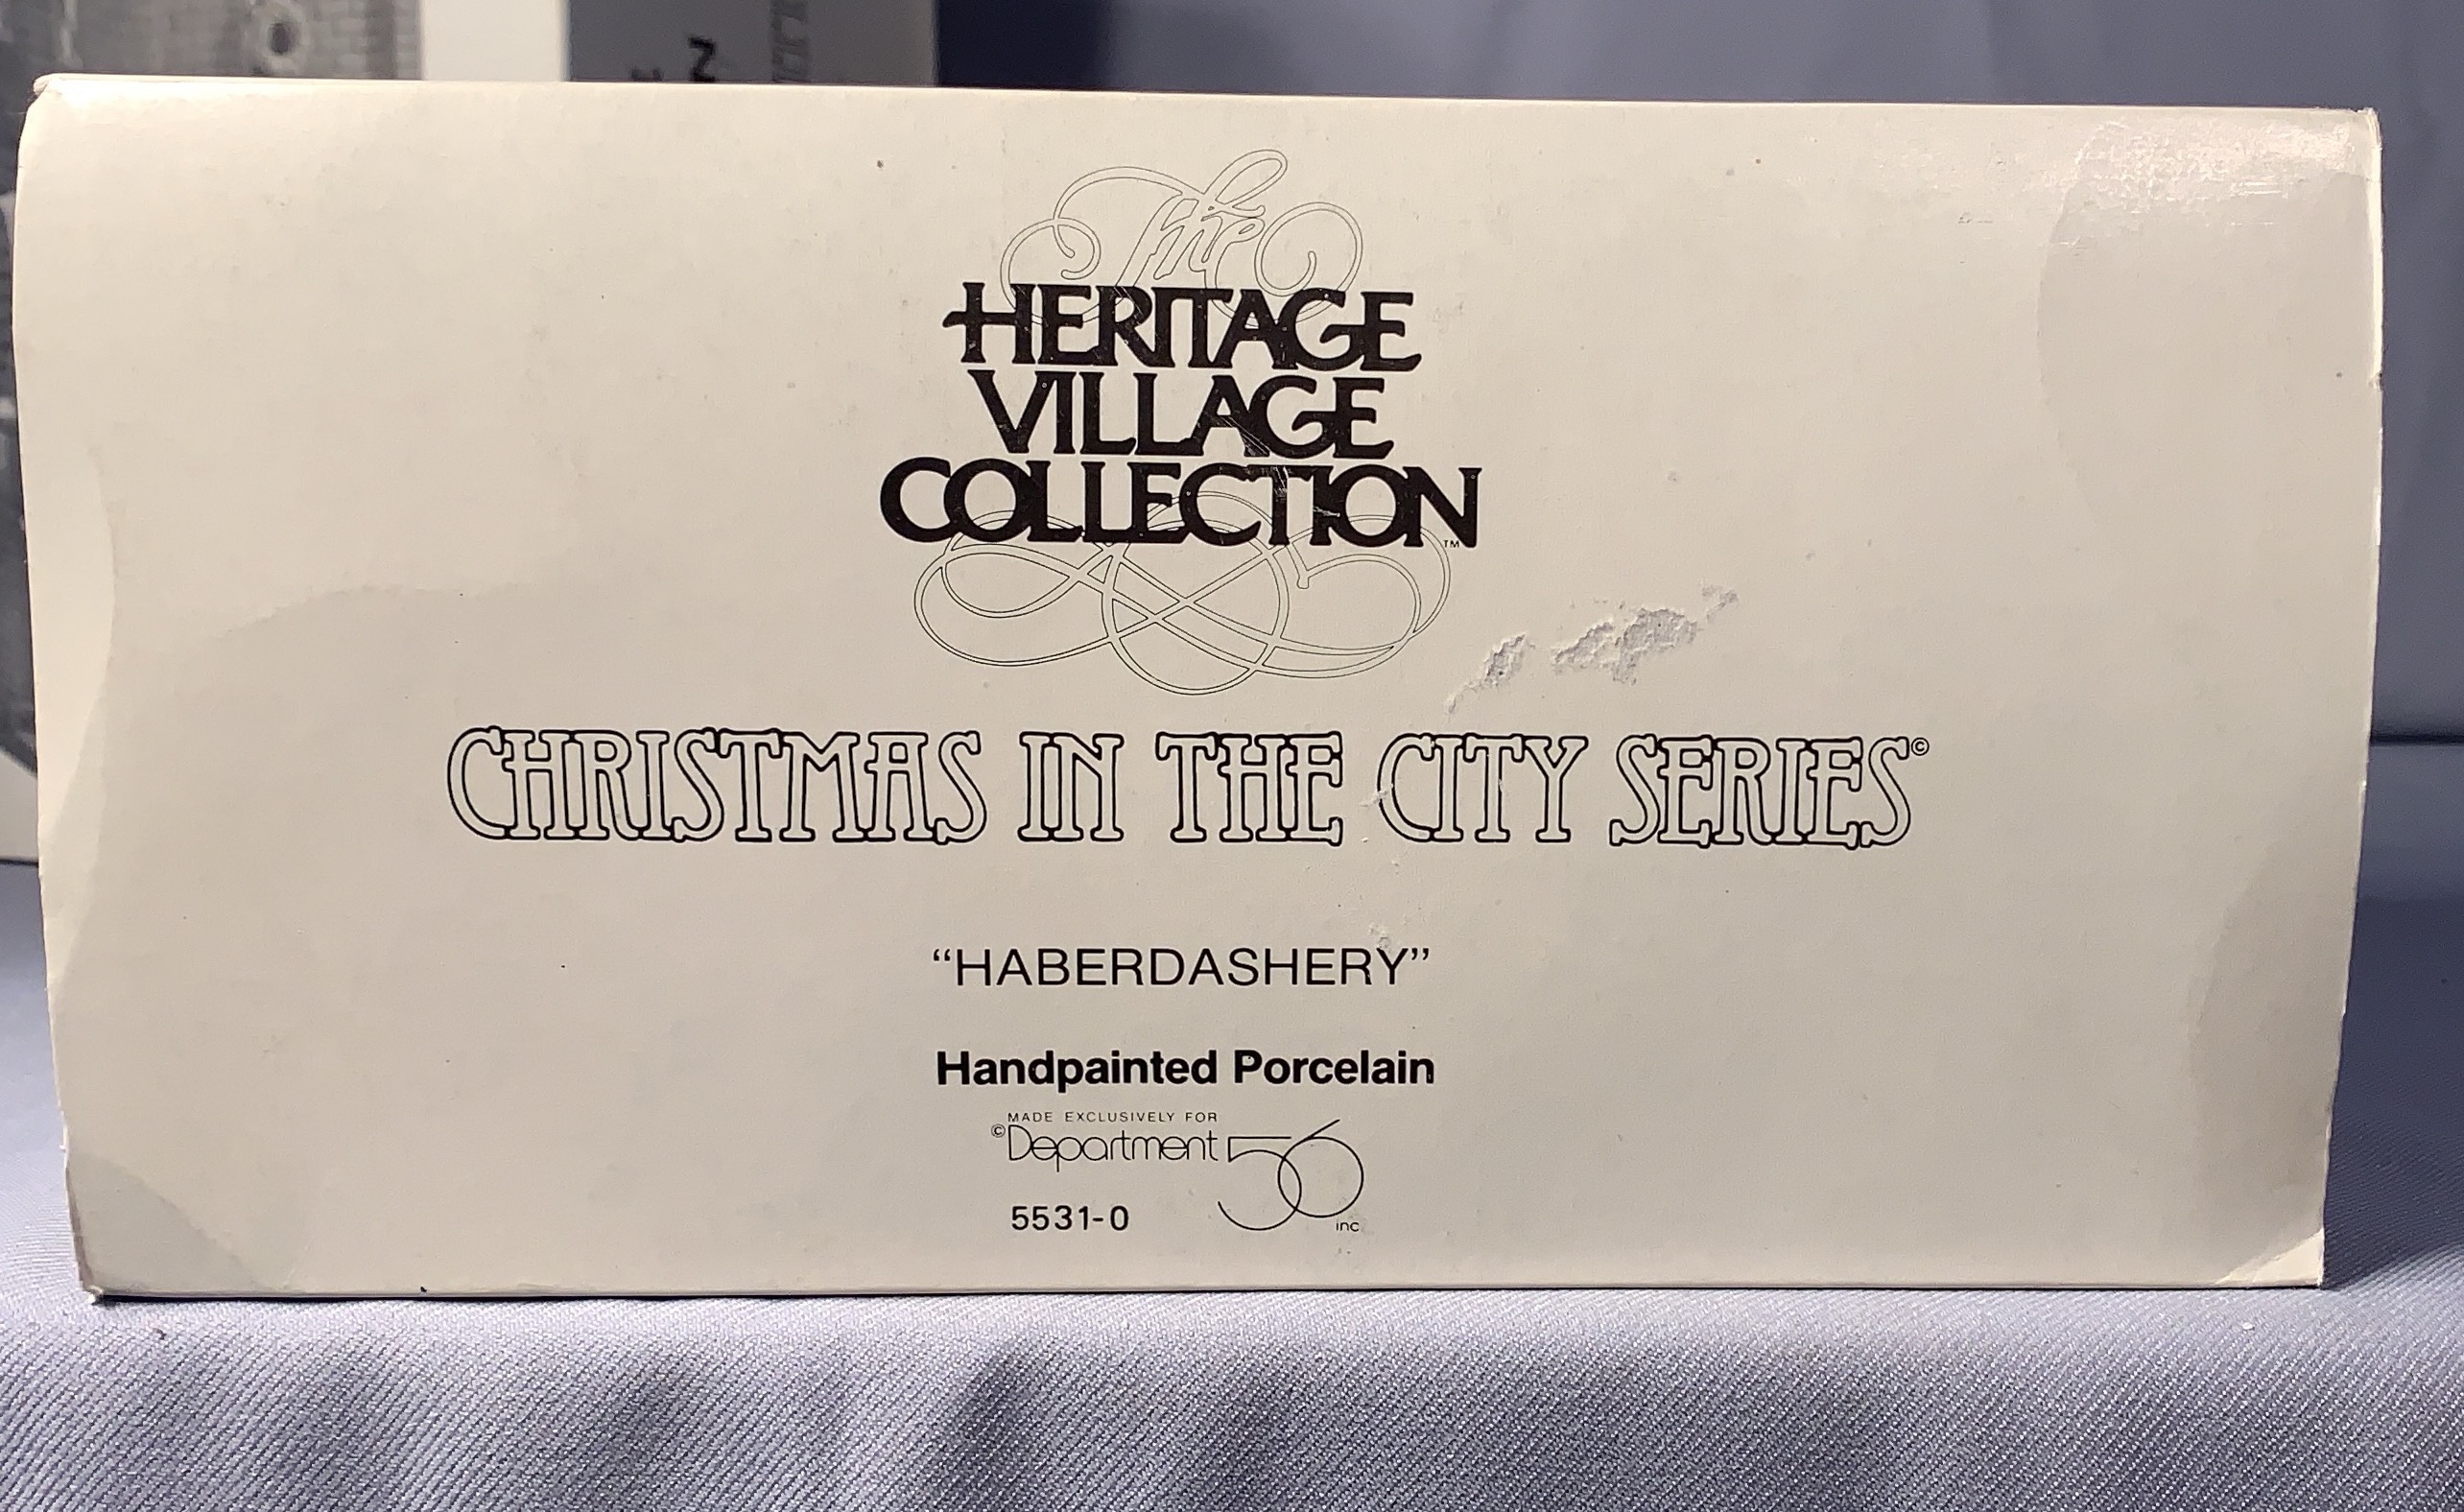 The
HERITAGE
VILLAGE
COLLECTION™
CHRISTMAS IN THE CITY SERIES©
“HABERDASHERY”
Handpainted Porcelain
MADE EXCLUSIVELY FOR
©Department 56
inc
5531-0